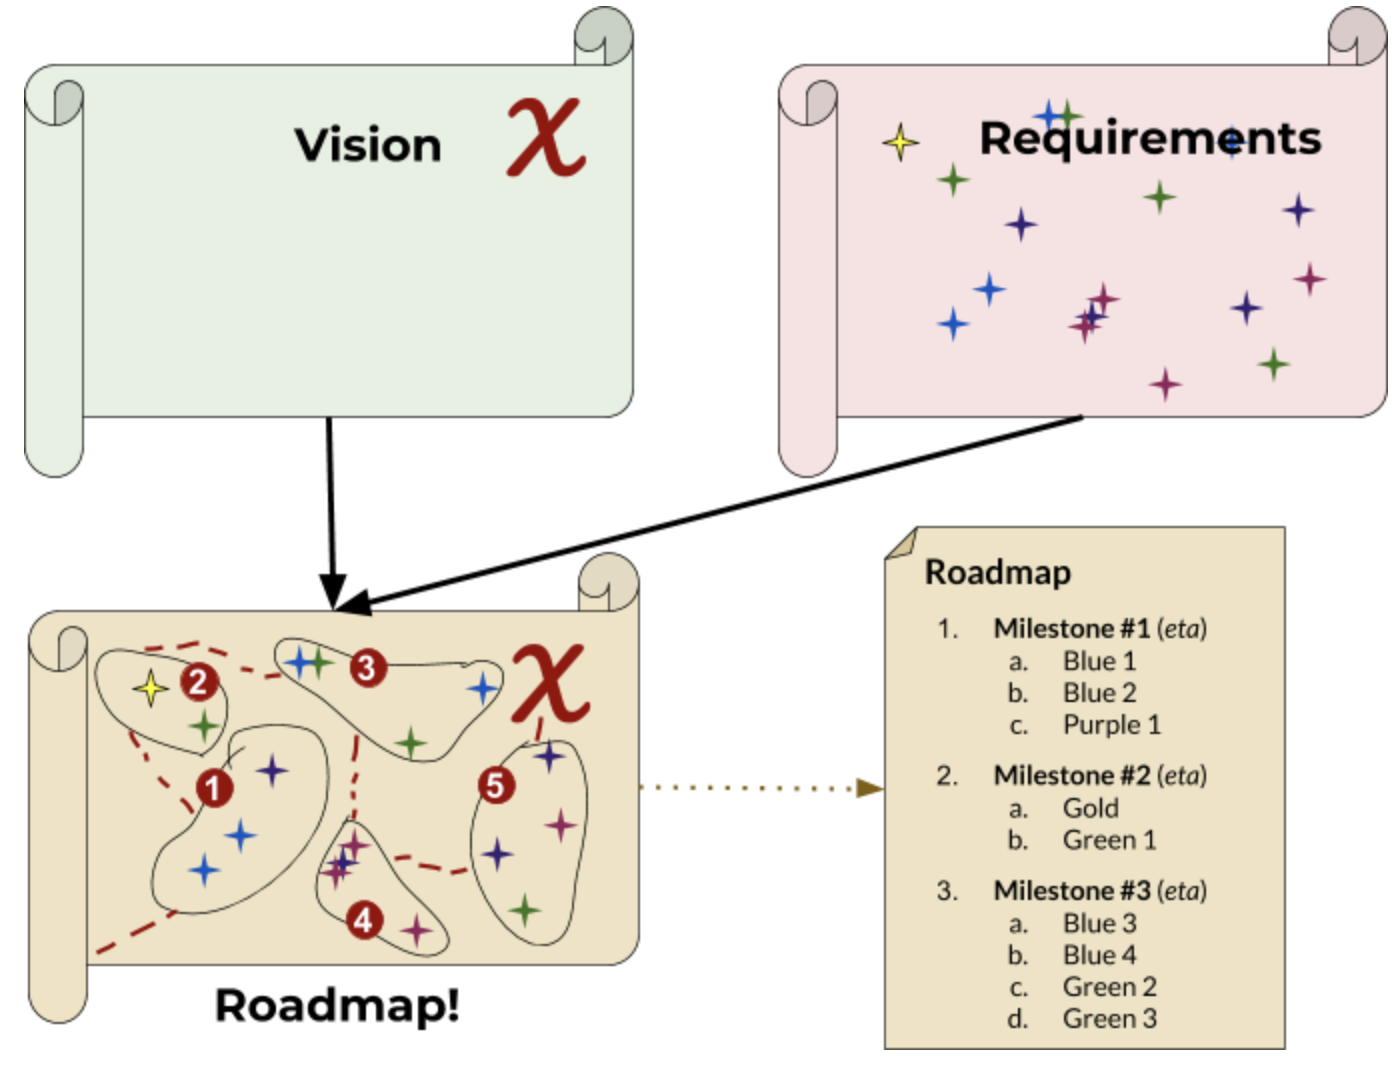 Vision
χ
Requirements
2
3
χ
1
5
4
Roadmap!
Roadmap
1. Milestone #1 (eta)
a. Blue 1
b. Blue 2
c. Purple 1
2. Milestone #2 (eta)
a. Gold
b. Green 1
3. Milestone #3 (eta)
a. Blue 3
b. Blue 4
c. Green 2
d. Green 3